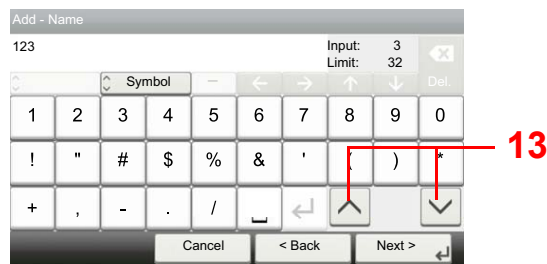 Add - Name
123
Input: 3
Limit: 32
Symbol
Del.
1 2 3 4 5 6 7 8 9 0
! " # $ % & ' ( ) *
+ , - . /
13
Cancel < Back Next >